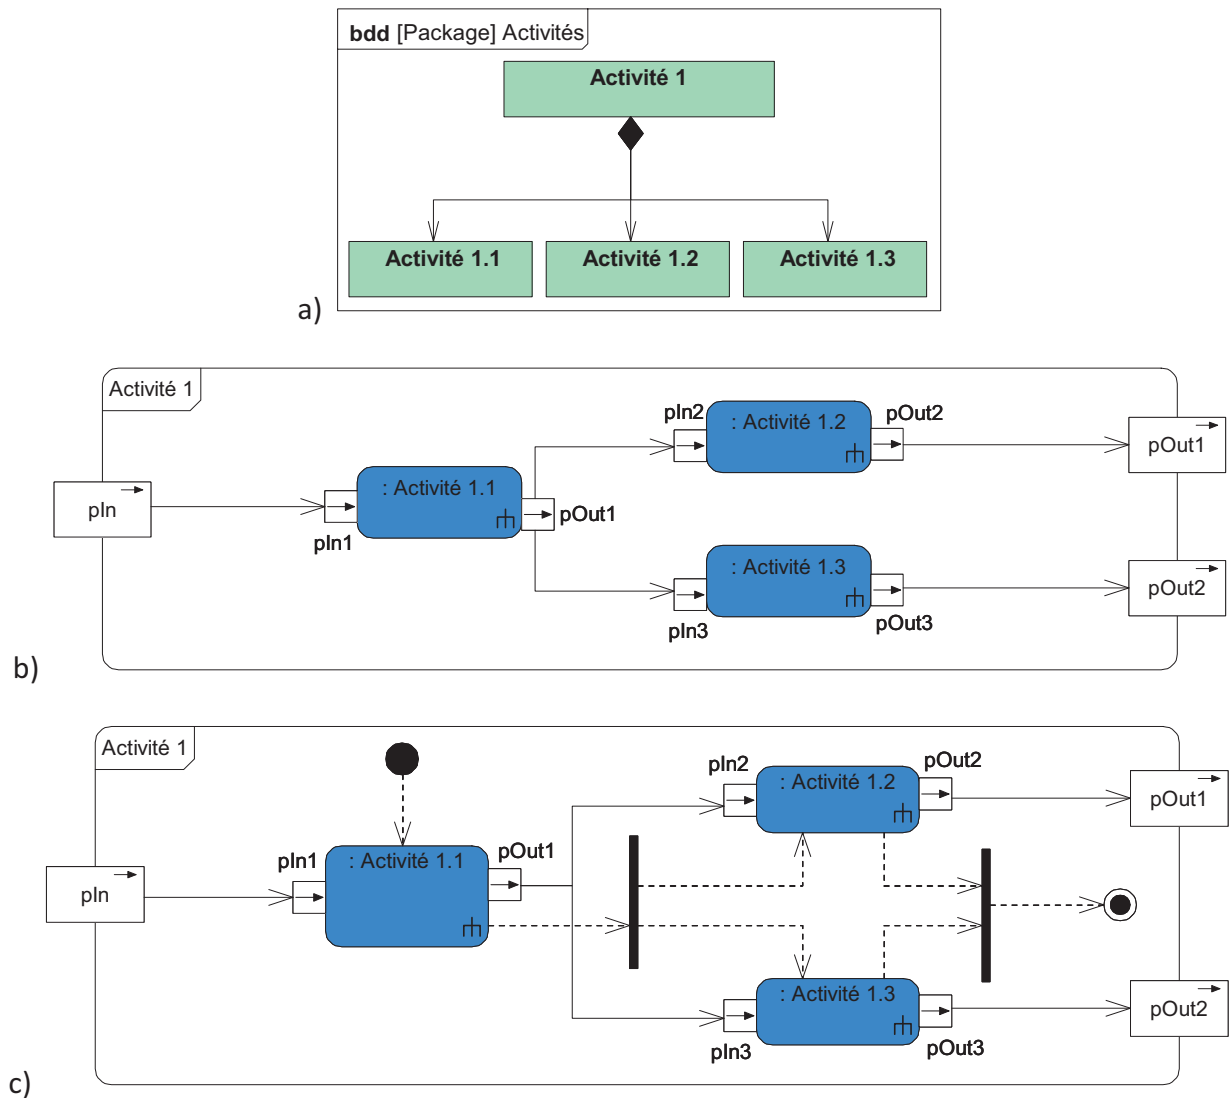 bdd [Package] Activités
Activité 1
Activité 1.1
Activité 1.2
Activité 1.3
a)
Activité 1
pIn
pIn1
: Activité 1.1
pOut1
pIn2
: Activité 1.2
pOut2
pOut1
pIn3
: Activité 1.3
pOut3
pOut2
b)
Activité 1
pIn
pIn1
: Activité 1.1
pOut1
pIn2
: Activité 1.2
pOut2
pOut1
pIn3
: Activité 1.3
pOut3
pOut2
c)